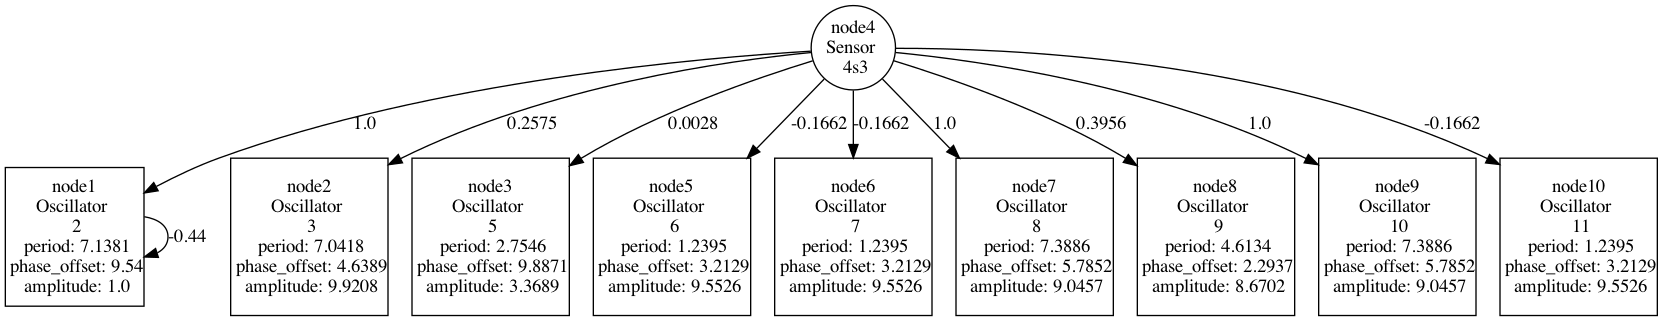 node4
Sensor
4s3
1.0
0.2575
0.0028
-0.1662
-0.1662
1.0
0.3956
1.0
-0.1662
node1
Oscillator
2
period: 7.1381
phase_offset: 9.54
amplitude: 1.0
-0.44
node2
Oscillator
3
period: 7.0418
phase_offset: 4.6389
amplitude: 9.9208
node3
Oscillator
5
period: 2.7546
phase_offset: 9.8871
amplitude: 3.3689
node5
Oscillator
6
period: 1.2395
phase_offset: 3.2129
amplitude: 9.5526
node6
Oscillator
7
period: 1.2395
phase_offset: 3.2129
amplitude: 9.5526
node7
Oscillator
8
period: 7.3886
phase_offset: 5.7852
amplitude: 9.0457
node8
Oscillator
9
period: 4.6134
phase_offset: 2.2937
amplitude: 8.6702
node9
Oscillator
10
period: 7.3886
phase_offset: 5.7852
amplitude: 9.0457
node10
Oscillator
11
period: 1.2395
phase_offset: 3.2129
amplitude: 9.5526